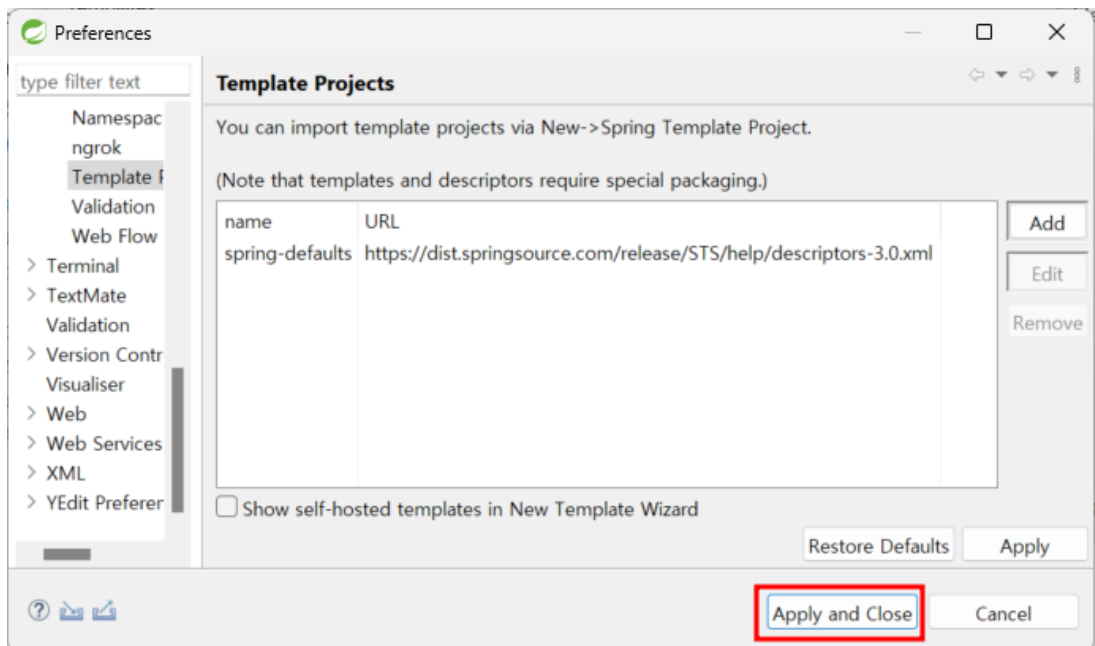 Preferences
type filter text
Template Projects
Namespac
ngrok
Template P
Validation
Web Flow
> Terminal
> TextMate
Validation
> Version Contr
Visualiser
> Web
> Web Services
> XML
> YEdit Preferer
You can import template projects via New->Spring Template Project.
(Note that templates and descriptors require special packaging.)
name URL
spring-defaults https://dist.springsource.com/release/STS/help/descriptors-3.0.xml
Add
Edit
Remove
Show self-hosted templates in New Template Wizard
Restore Defaults Apply
Apply and Close Cancel